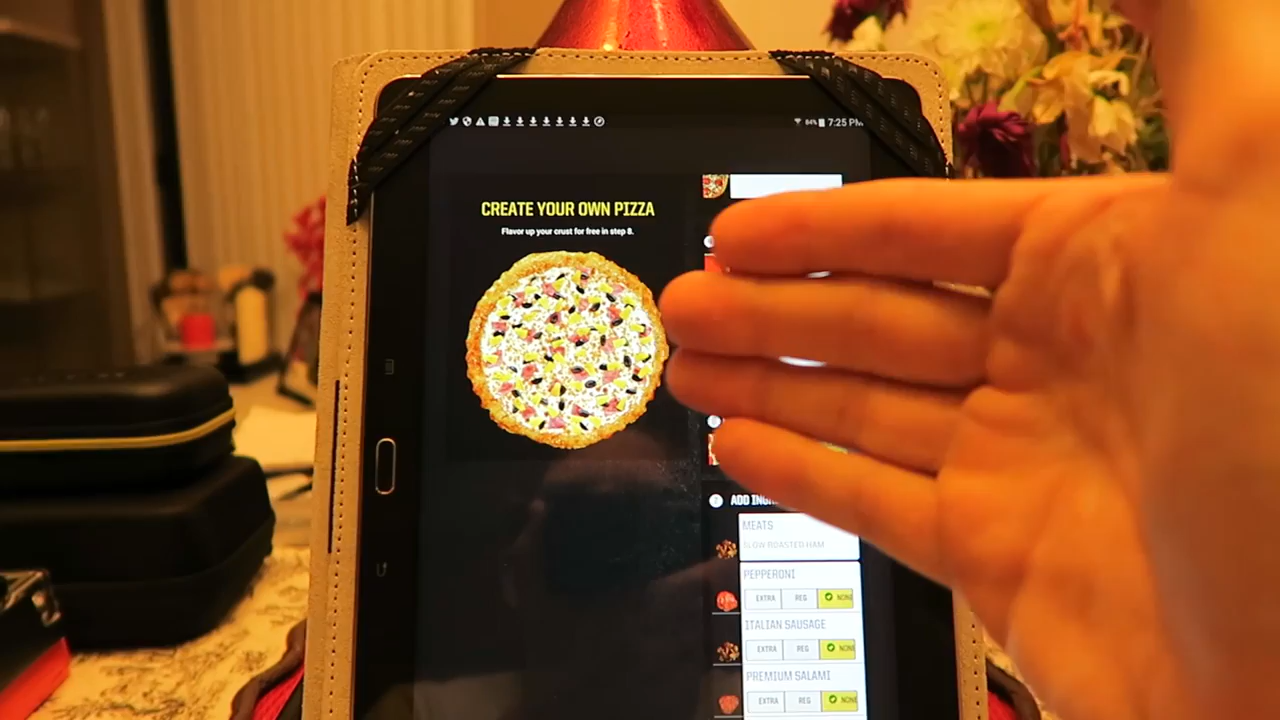 7:25 PM
CREATE YOUR OWN PIZZA
Flavor up your crust for free in step 8.
ADD
MEATS
SLOW ROASTED HAM
PEPPERONI
EXTRA REG NONE
ITALIAN SAUSAGE
EXTRA REG NONE
PREMIUM SALAMI
EXTRA REG NONE